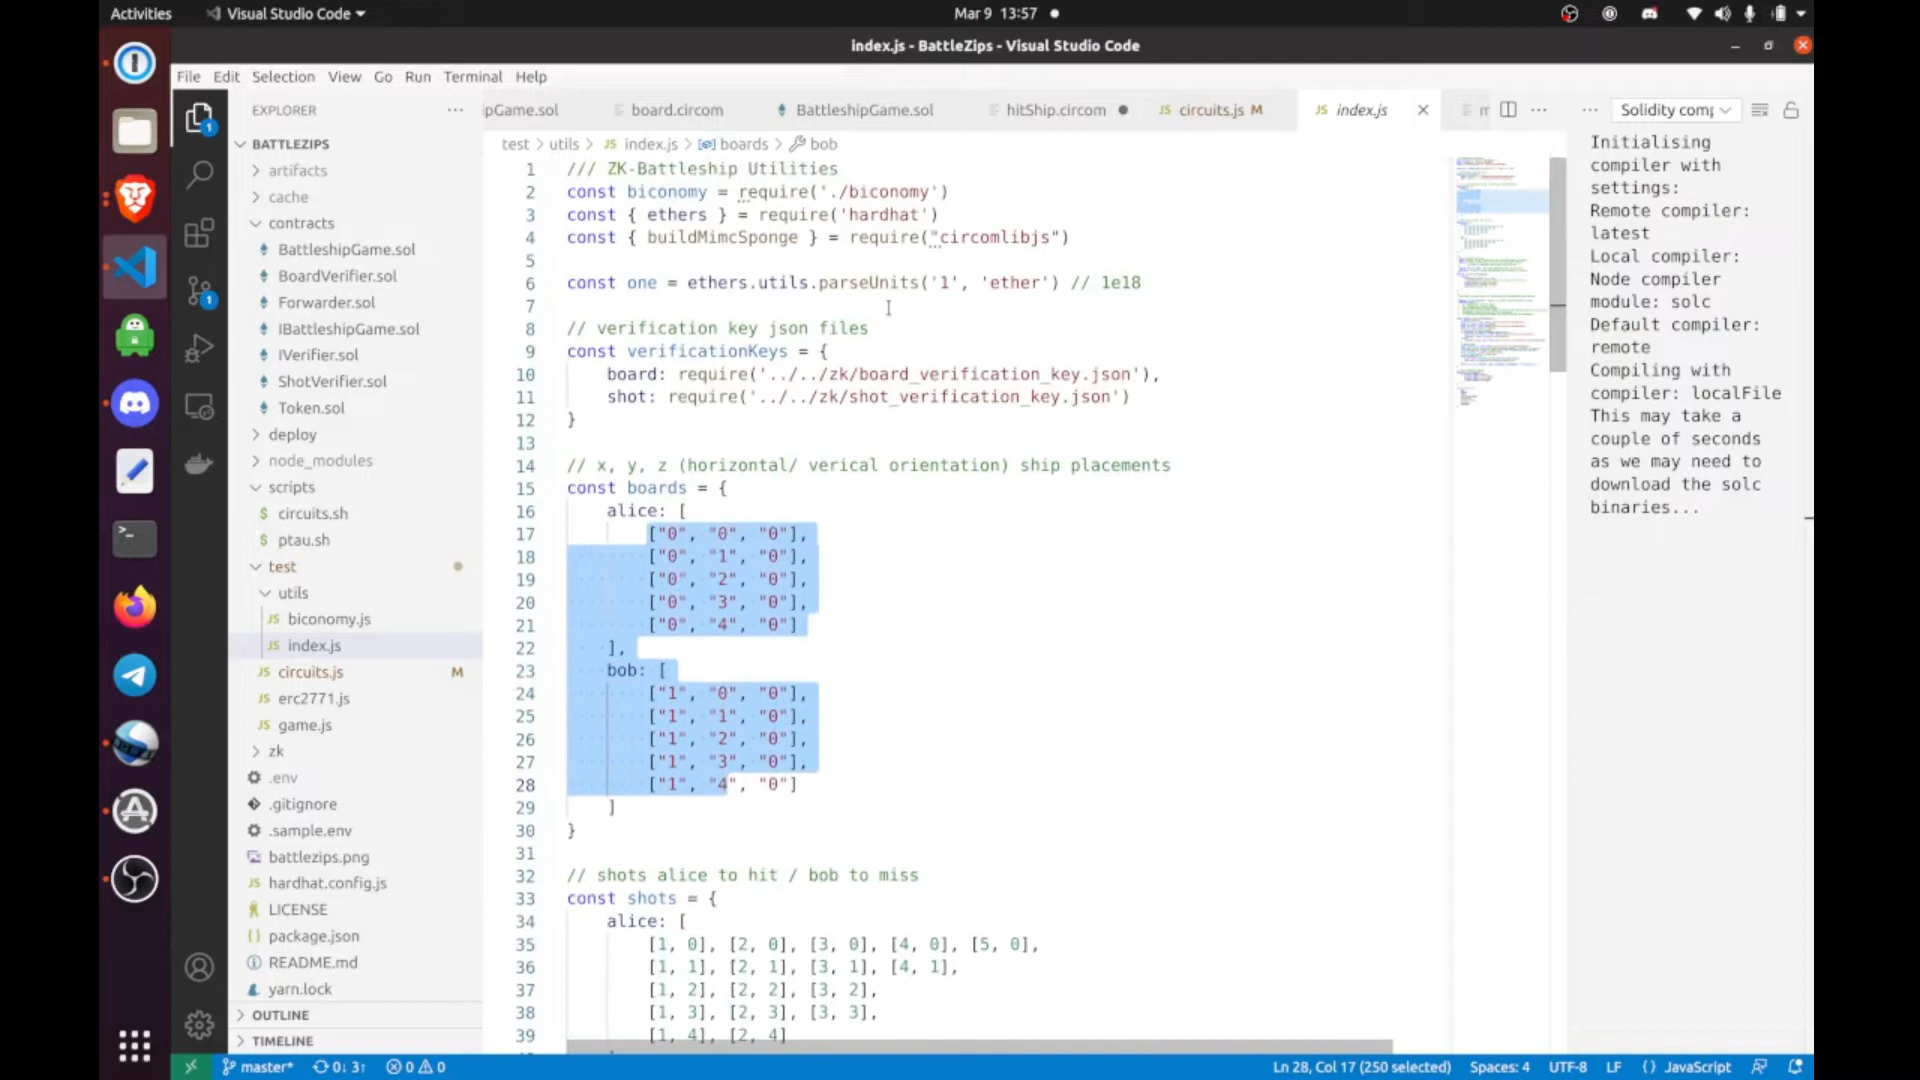 Activities
Visual Studio Code
Mar 9 13:57
index.js - BattleZips - Visual Studio Code
File Edit Selection View Go Run Terminal Help
EXPLORER
BATTLEZIPS
artifacts
cache
contracts
BattleshipGame.sol
BoardVerifier.sol
Forwarder.sol
IBattleshipGame.sol
IVerifier.sol
ShotVerifier.sol
Token.sol
deploy
node_modules
scripts
circuits.sh
ptau.sh
test
utils
biconomy.js
index.js
circuits.js M
erc2771.js
game.js
zk
.env
.gitignore
.sample.env
battlezips.png
hardhat.config.js
LICENSE
package.json
README.md
yarn.lock
OUTLINE
TIMELINE
pGame.sol board.circom BattleshipGame.sol hitShip.circom circuits.js M index.js
test > utils > JS index.js > boards > bob
1 /// ZK-Battleship Utilities
2 const biconomy = require('./biconomy')
3 const { ethers } = require('hardhat')
4 const { buildMimcSponge } = require("circomlibjs")
5
6 const one = ethers.utils.parseUnits('1', 'ether') // 1e18
7
8 // verification key json files
9 const verificationKeys = {
10 board: require('../../zk/board_verification_key.json'),
11 shot: require('../../zk/shot_verification_key.json')
12 }
13
14 // x, y, z (horizontal/ verical orientation) ship placements
15 const boards = {
16 alice: [
17 ["0", "0", "0"],
18 ["0", "1", "0"],
19 ["0", "2", "0"],
20 ["0", "3", "0"],
21 ["0", "4", "0"]
22 ],
23 bob: [
24 ["1", "0", "0"],
25 ["1", "1", "0"],
26 ["1", "2", "0"],
27 ["1", "3", "0"],
28 ["1", "4", "0"]
29 ]
30 }
31
32 // shots alice to hit / bob to miss
33 const shots = {
34 alice: [
35 [1, 0], [2, 0], [3, 0], [4, 0], [5, 0],
36 [1, 1], [2, 1], [3, 1], [4, 1],
37 [1, 2], [2, 2], [3, 2],
38 [1, 3], [2, 3], [3, 3],
39 [1, 4], [2, 4]
Solidity comp
Initialising
compiler with
settings:
Remote compiler:
latest
Local compiler:
Node compiler
module: solc
Default compiler:
remote
Compiling with
compiler: localFile
This may take a
couple of seconds
as we may need to
download the solc
binaries...
master* 0↓ 3↑ 0 0
Ln 28, Col 17 (250 selected) Spaces: 4 UTF-8 LF {} JavaScript